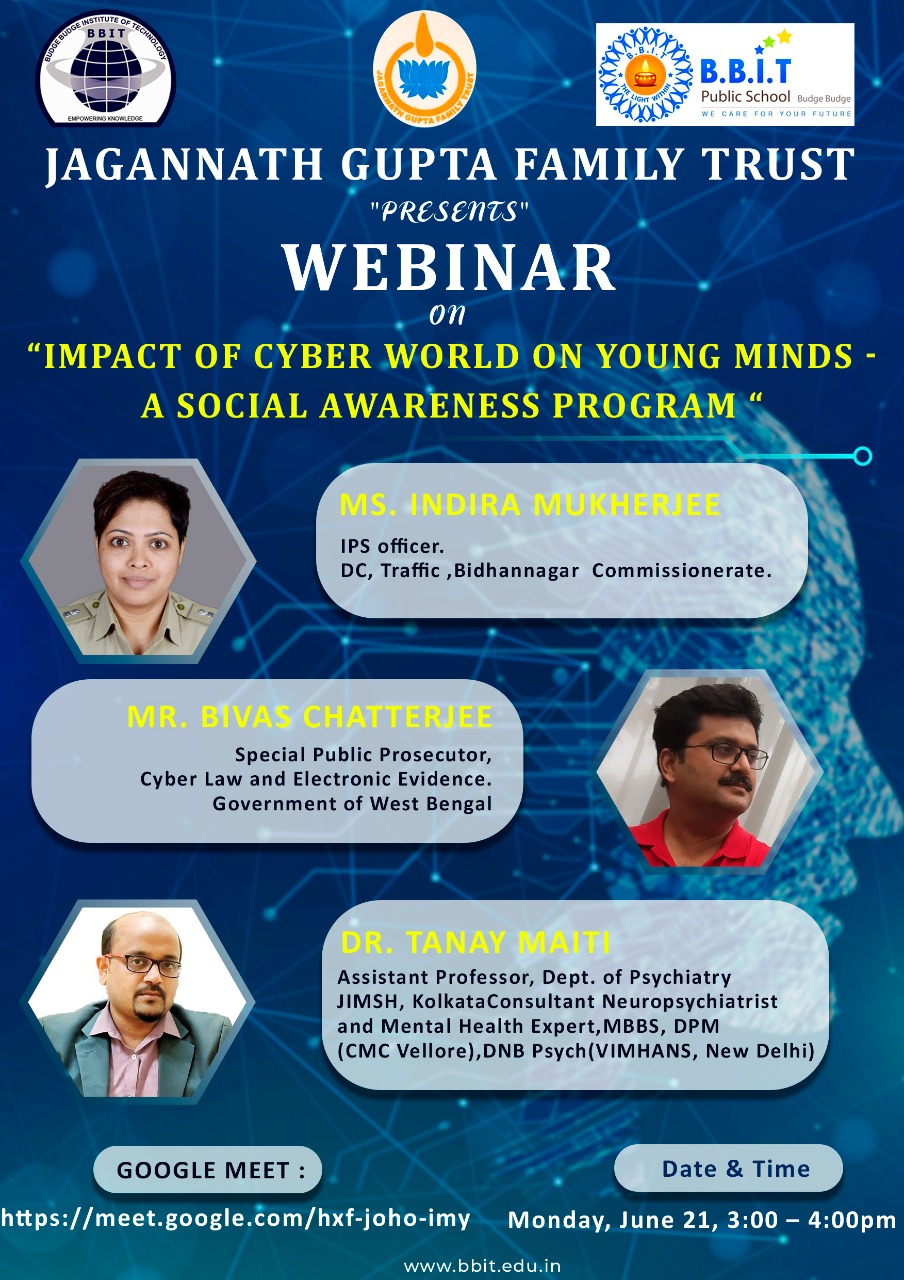 BUDGE BUDGE INSTITUTE OF TECHNOLOGY
BBIT
EMPOWERING KNOWLEDGE
JAGANNATH GUPTA FAMILY TRUST
B.B.I.T
THE LIGHT WITHIN
B.B.I.T
Public School Budge Budge
WE CARE FOR YOUR FUTURE
JAGANNATH GUPTA FAMILY TRUST
"PRESENTS"
WEBINAR
on
“IMPACT OF CYBER WORLD ON YOUNG MINDS -
A SOCIAL AWARENESS PROGRAM “
MS. INDIRA MUKHERJEE
IPS officer.
DC, Traffic ,Bidhannagar Commissionerate.
MR. BIVAS CHATTERJEE
Special Public Prosecutor,
Cyber Law and Electronic Evidence.
Government of West Bengal
DR. TANAY MAITI
Assistant Professor, Dept. of Psychiatry
JIMSH, KolkataConsultant Neuropsychiatrist
and Mental Health Expert,MBBS, DPM
(CMC Vellore),DNB Psych(VIMHANS, New Delhi)
GOOGLE MEET :
https://meet.google.com/hxf-joho-imy
Date & Time
Monday, June 21, 3:00 – 4:00pm
www.bbit.edu.in